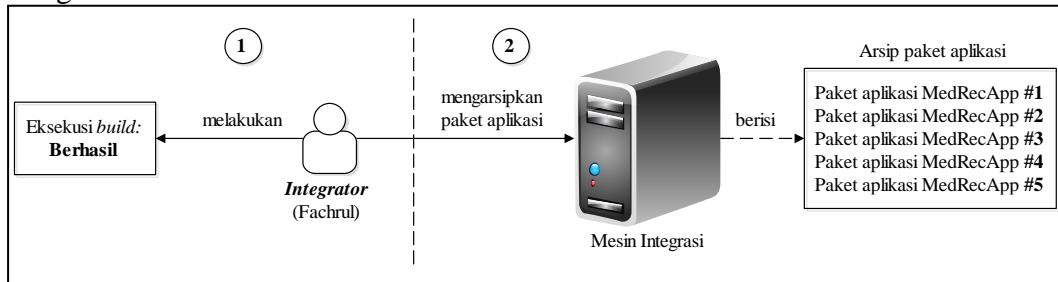 1
2
Arsip paket aplikasi
Eksekusi build:
Berhasil
melakukan
mengarsipkan
paket aplikasi
berisi
Paket aplikasi MedRecApp #1
Paket aplikasi MedRecApp #2
Paket aplikasi MedRecApp #3
Paket aplikasi MedRecApp #4
Paket aplikasi MedRecApp #5
Integrator
(Fachrul)
Mesin Integrasi